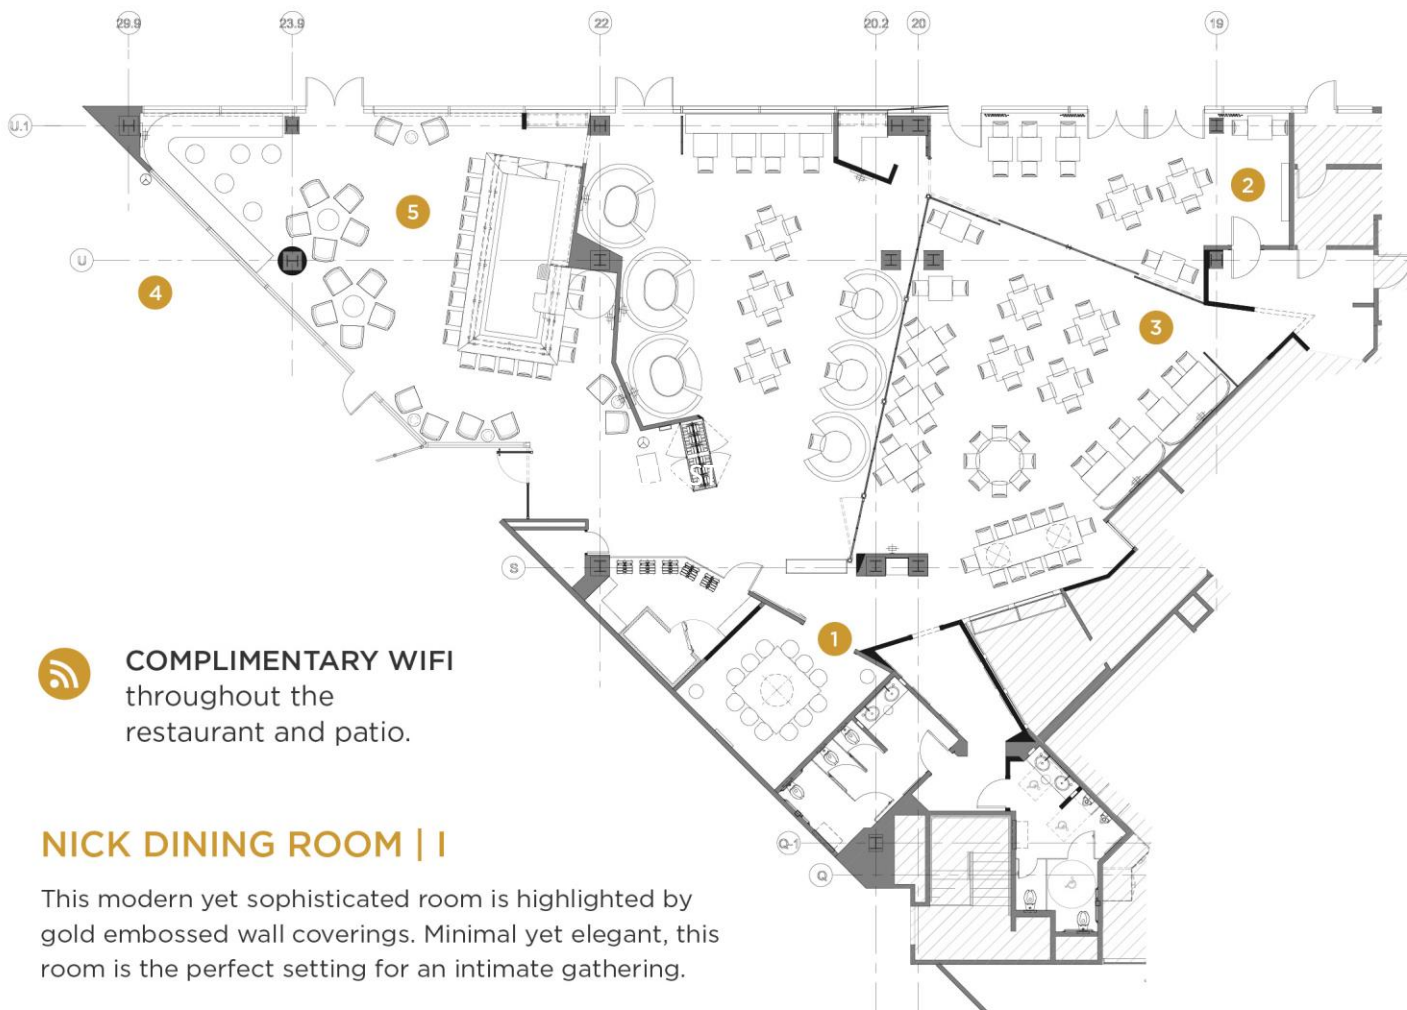 29.9 23.9 22 20.2 20 19
U.1
2
5
U
4
3
S
1
COMPLIMENTARY WIFI
throughout the
restaurant and patio.
NICK DINING ROOM | I
Q-1
Q
This modern yet sophisticated room is highlighted by
gold embossed wall coverings. Minimal yet elegant, this
room is the perfect setting for an intimate gathering.